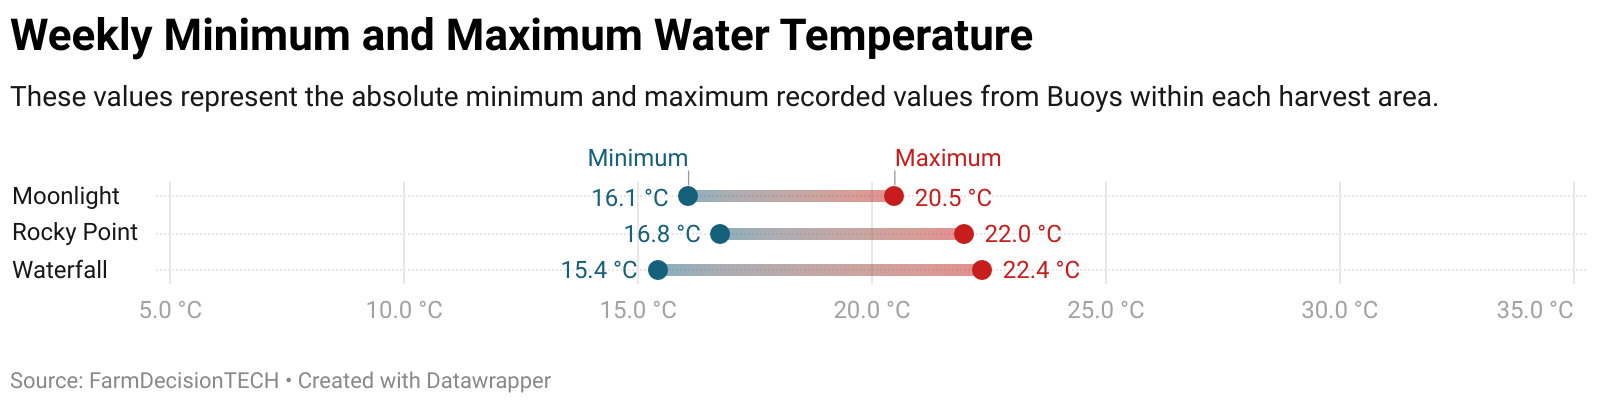 Weekly Minimum and Maximum Water Temperature
These values represent the absolute minimum and maximum recorded values from Buoys within each harvest area.
Minimum Maximum
Moonlight 16.1 °C 20.5 °C
Rocky Point 16.8 °C 22.0 °C
Waterfall 15.4 °C 22.4 °C
5.0 °C 10.0 °C 15.0 °C 20.0 °C 25.0 °C 30.0 °C 35.0 °C
Source: FarmDecisionTECH • Created with Datawrapper